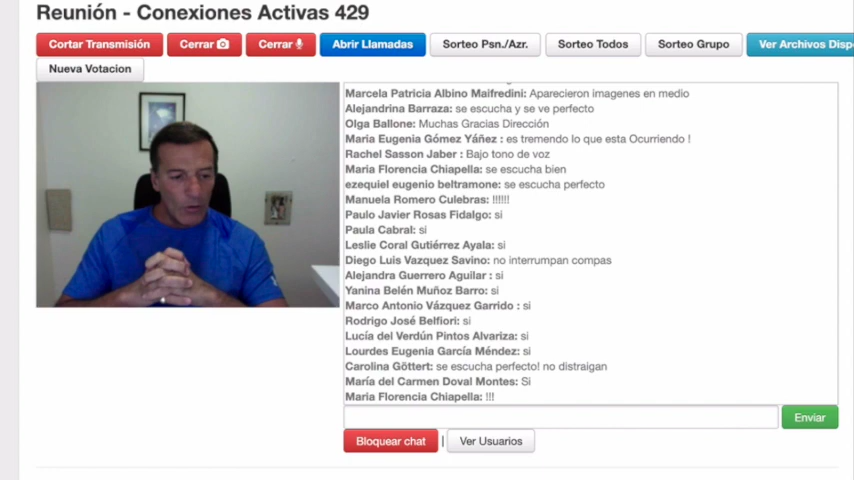 Reunión - Conexiones Activas 429
Cortar Transmisión Cerrar Cerrar Abrir Llamadas Sorteo Psn./Azr. Sorteo Todos Sorteo Grupo Ver Archivos Disp
Nueva Votacion
Marcela Patricia Albino Maifredini: Aparecieron imagenes en medio
Alejandrina Barraza: se escucha y se ve perfecto
Olga Ballone: Muchas Gracias Dirección
Maria Eugenia Gómez Yáñez : es tremendo lo que esta Ocurriendo !
Rachel Sasson Jaber : Bajo tono de voz
Maria Florencia Chiapella: se escucha bien
ezequiel eugenio beltramone: se escucha perfecto
Manuela Romero Culebras: !!!!!!
Paulo Javier Rosas Fidalgo: si
Paula Cabral: si
Leslie Coral Gutiérrez Ayala: si
Diego Luis Vazquez Savino: no interrumpan compas
Alejandra Guerrero Aguilar : si
Yanina Belén Muñoz Barro: si
Marco Antonio Vázquez Garrido : si
Rodrigo José Belfiori: si
Lucía del Verdún Pintos Alvariza: si
Lourdes Eugenia García Méndez: si
Carolina Göttert: se escucha perfecto! no distraigan
María del Carmen Doval Montes: Si
Maria Florencia Chiapella: !!!
Enviar
Bloquear chat | Ver Usuarios